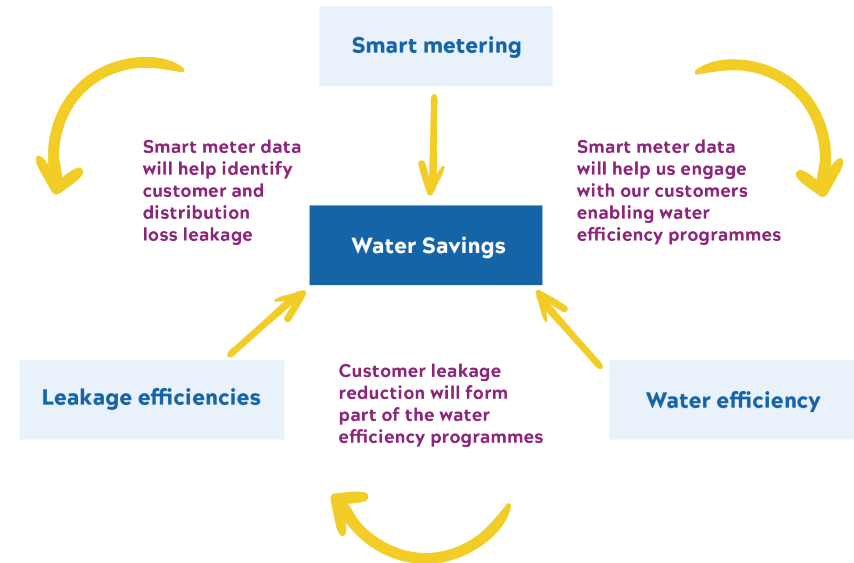 Smart metering
Smart meter data
will help identify
customer and
distribution
loss leakage
Smart meter data
will help us engage
with our customers
enabling water
efficiency programmes
Water Savings
Leakage efficiencies
Customer leakage
reduction will form
part of the water
efficiency programmes
Water efficiency